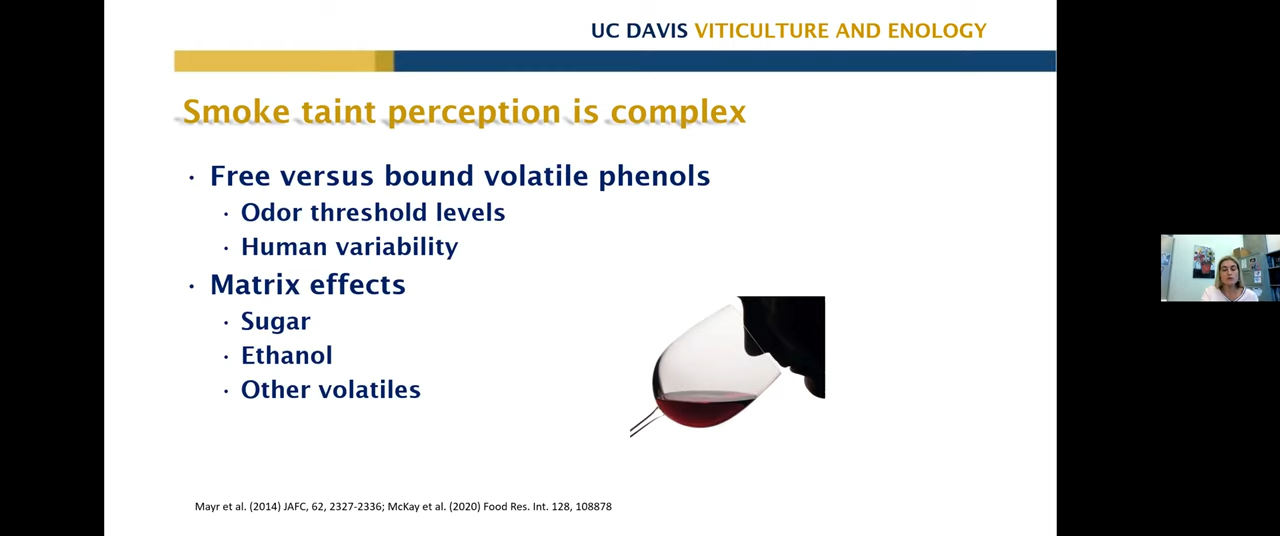 UC DAVIS VITICULTURE AND ENOLOGY
Smoke taint perception is complex
• Free versus bound volatile phenols
• Odor threshold levels
• Human variability
• Matrix effects
• Sugar
• Ethanol
• Other volatiles
Mayr et al. (2014) JAFC, 62, 2327-2336; McKay et al. (2020) Food Res. Int. 128, 108878